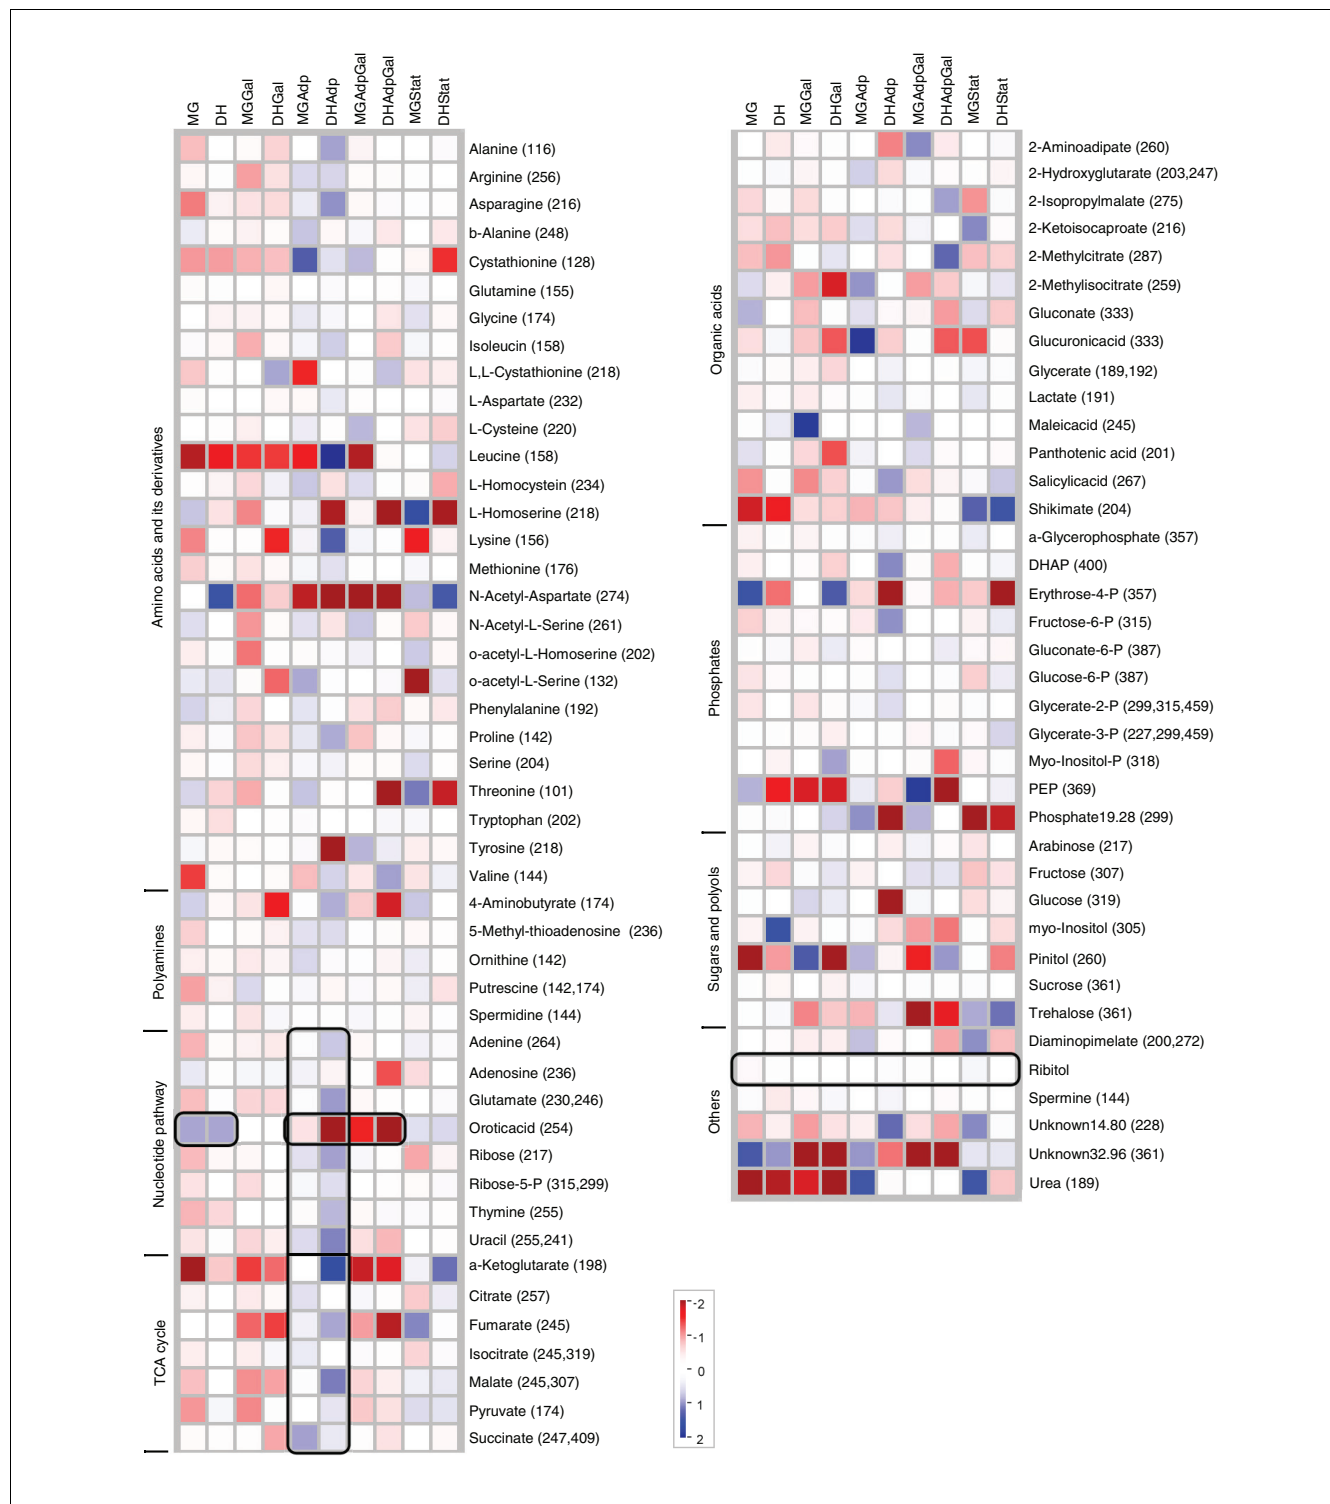 MG DH MGGal DHGal MGAdp DHAdp MGAdpGal DHAdpGal MGStat DHStat
Amino acids and its derivatives
Alanine (116)
Arginine (256)
Asparagine (216)
b-Alanine (248)
Cystathionine (128)
Glutamine (155)
Glycine (174)
Isoleucin (158)
L,L-Cystathionine (218)
L-Aspartate (232)
L-Cysteine (220)
Leucine (158)
L-Homocystein (234)
L-Homoserine (218)
Lysine (156)
Methionine (176)
N-Acetyl-Aspartate (274)
N-Acetyl-L-Serine (261)
o-acetyl-L-Homoserine (202)
o-acetyl-L-Serine (132)
Phenylalanine (192)
Proline (142)
Serine (204)
Threonine (101)
Tryptophan (202)
Tyrosine (218)
Valine (144)
Polyamines
4-Aminobutyrate (174)
5-Methyl-thioadenosine (236)
Ornithine (142)
Putrescine (142,174)
Spermidine (144)
Nucleotide pathway
Adenine (264)
Adenosine (236)
Glutamate (230,246)
Oroticacid (254)
Ribose (217)
Ribose-5-P (315,299)
Thymine (255)
Uracil (255,241)
TCA cycle
a-Ketoglutarate (198)
Citrate (257)
Fumarate (245)
Isocitrate (245,319)
Malate (245,307)
Pyruvate (174)
Succinate (247,409)
MG DH MGGal DHGal MGAdp DHAdp MGAdpGal DHAdpGal MGStat DHStat
Organic acids
2-Aminoadipate (260)
2-Hydroxyglutarate (203,247)
2-Isopropylmalate (275)
2-Ketoisocaproate (216)
2-Methylcitrate (287)
2-Methylisocitrate (259)
Gluconate (333)
Glucuronicacid (333)
Glycerate (189,192)
Lactate (191)
Maleicacid (245)
Panthotenic acid (201)
Salicylicacid (267)
Shikimate (204)
Phosphates
a-Glycerophosphate (357)
DHAP (400)
Erythrose-4-P (357)
Fructose-6-P (315)
Gluconate-6-P (387)
Glucose-6-P (387)
Glycerate-2-P (299,315,459)
Glycerate-3-P (227,299,459)
Myo-Inositol-P (318)
PEP (369)
Phosphate19.28 (299)
Sugars and polyols
Arabinose (217)
Fructose (307)
Glucose (319)
myo-Inositol (305)
Pinitol (260)
Sucrose (361)
Trehalose (361)
Others
Diaminopimelate (200,272)
Ribitol
Spermine (144)
Unknown14.80 (228)
Unknown32.96 (361)
Urea (189)
-2
-1
0
1
2